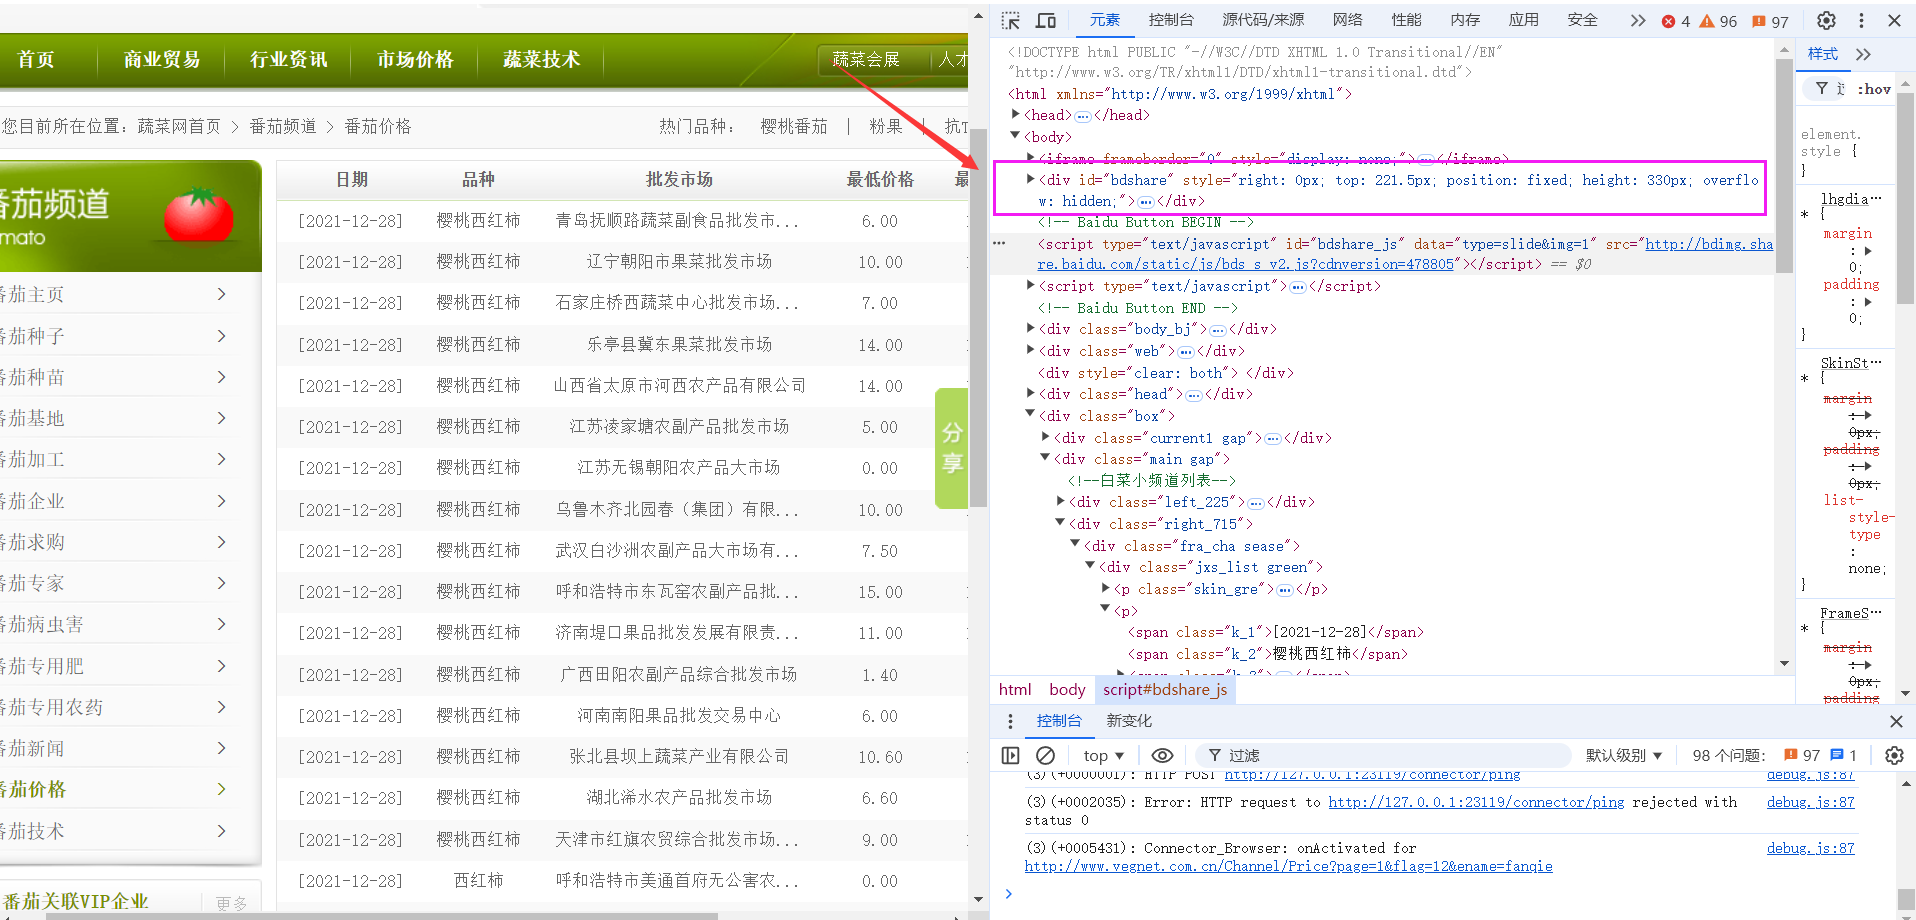 首页 商业贸易 行业资讯 市场价格 蔬菜技术 蔬菜会展 人才
您目前所在位置：蔬菜网首页 > 番茄频道 > 番茄价格 热门品种： 樱桃番茄 | 粉果 | 抗T
番茄频道
mato
番茄主页
番茄种子
番茄种苗
番茄基地
番茄加工
番茄企业
番茄求购
番茄专家
番茄病虫害
番茄专用肥
番茄专用农药
番茄新闻
番茄价格
番茄技术
番茄关联VIP企业 更多
日期 品种 批发市场 最低价格 最
[2021-12-28] 樱桃西红柿 青岛抚顺路蔬菜副食品批发市... 6.00
[2021-12-28] 樱桃西红柿 辽宁朝阳市果菜批发市场 10.00
[2021-12-28] 樱桃西红柿 石家庄桥西蔬菜中心批发市场... 7.00
[2021-12-28] 樱桃西红柿 乐亭县冀东果菜批发市场 14.00
[2021-12-28] 樱桃西红柿 山西省太原市河西农产品有限公司 14.00
[2021-12-28] 樱桃西红柿 江苏凌家塘农副产品批发市场 5.00
[2021-12-28] 樱桃西红柿 江苏无锡朝阳农产品大市场 0.00
[2021-12-28] 樱桃西红柿 乌鲁木齐北园春（集团）有限... 10.00
[2021-12-28] 樱桃西红柿 武汉白沙洲农副产品大市场有... 7.50
[2021-12-28] 樱桃西红柿 呼和浩特市东瓦窑农副产品批... 15.00
[2021-12-28] 樱桃西红柿 济南堤口果品批发发展有限责... 11.00
[2021-12-28] 樱桃西红柿 广西田阳农副产品综合批发市场 1.40
[2021-12-28] 樱桃西红柿 河南南阳果品批发交易中心 6.00
[2021-12-28] 樱桃西红柿 张北县坝上蔬菜产业有限公司 10.60
[2021-12-28] 樱桃西红柿 湖北浠水农产品批发市场 6.60
[2021-12-28] 樱桃西红柿 天津市红旗农贸综合批发市场... 9.00
[2021-12-28] 西红柿 呼和浩特市美通首府无公害农... 0.00
分
享
元素 控制台 源代码/来源 网络 性能 内存 应用 安全 4 96 97
<!DOCTYPE html PUBLIC "-//W3C//DTD XHTML 1.0 Transitional//EN"
"http://www.w3.org/TR/xhtml1/DTD/xhtml1-transitional.dtd">
<html xmlns="http://www.w3.org/1999/xhtml">
<head>…</head>
<body>
<iframe frameborder="0" style="display: none;">…</iframe>
<div id="bdshare" style="right: 0px; top: 221.5px; position: fixed; height: 330px; overflo
w: hidden;">…</div>
<!-- Baidu Button BEGIN -->
<script type="text/javascript" id="bdshare_js" data="type=slide&img=1" src="http://bdimg.sha
re.baidu.com/static/js/bds_s_v2.js?cdnversion=478805"></script> == $0
<script type="text/javascript">…</script>
<!-- Baidu Button END -->
<div class="body_bj">…</div>
<div class="web">…</div>
<div style="clear: both"> </div>
<div class="head">…</div>
<div class="box">
<div class="current1 gap">…</div>
<div class="main gap">
<!--白菜小频道列表-->
<div class="left_225">…</div>
<div class="right_715">
<div class="fra_cha sease">
<div class="jxs_list green">
<p class="skin_gre">…</p>
<p>
<span class="k_1">[2021-12-28]</span>
<span class="k_2">樱桃西红柿</span>
<span class="k_3">…</span>
html body script#bdshare_js
样式
:hov
element.
style {
}
lhgdia…
* {
margin
:
0;
padding
:
0;
}
SkinSt…
* {
margin
:
0px;
padding
:
0px;
list-
style-
type
:
none;
}
FrameS…
* {
margin
:
0px;
padding
控制台 新变化
top 过滤 默认级别 98 个问题: 97 1
(3)(+0000001): HTTP POST http://127.0.0.1:23119/connector/ping debug.js:87
(3)(+0002035): Error: HTTP request to http://127.0.0.1:23119/connector/ping rejected with debug.js:87
status 0
(3)(+0005431): Connector_Browser: onActivated for debug.js:87
http://www.vegnet.com.cn/Channel/Price?page=1&flag=12&ename=fanqie